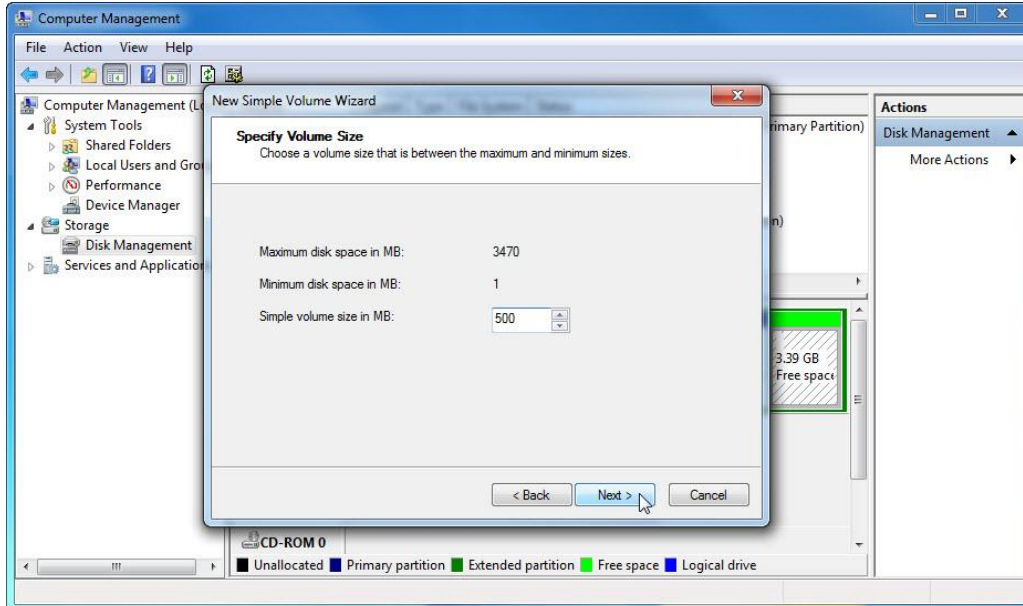 Computer Management
File Action View Help
Computer Management (Lo
System Tools
Shared Folders
Local Users and Grou
Performance
Device Manager
Storage
Disk Management
Services and Application
New Simple Volume Wizard
Specify Volume Size
Choose a volume size that is between the maximum and minimum sizes.
Maximum disk space in MB: 3470
Minimum disk space in MB: 1
Simple volume size in MB: 500
< Back Next > Cancel
rimary Partition)
n)
3.39 GB
Free space
CD-ROM 0
Unallocated Primary partition Extended partition Free space Logical drive
Actions
Disk Management
More Actions